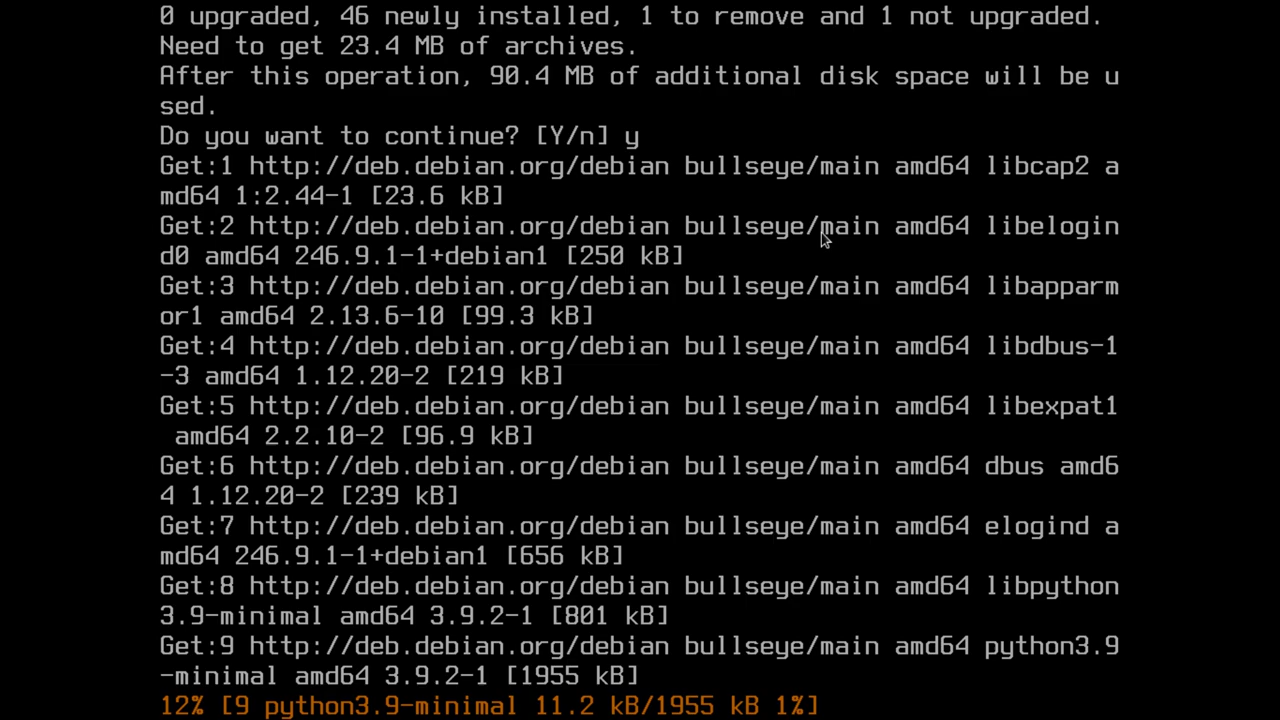 0 upgraded, 46 newly installed, 1 to remove and 1 not upgraded.
Need to get 23.4 MB of archives.
After this operation, 90.4 MB of additional disk space will be u
sed.
Do you want to continue? [Y/n] y
Get:1 http://deb.debian.org/debian bullseye/main amd64 libcap2 a
md64 1:2.44-1 [23.6 kB]
Get:2 http://deb.debian.org/debian bullseye/main amd64 libelogin
d0 amd64 246.9.1-1+debian1 [250 kB]
Get:3 http://deb.debian.org/debian bullseye/main amd64 libapparm
or1 amd64 2.13.6-10 [99.3 kB]
Get:4 http://deb.debian.org/debian bullseye/main amd64 libdbus-1
-3 amd64 1.12.20-2 [219 kB]
Get:5 http://deb.debian.org/debian bullseye/main amd64 libexpat1
 amd64 2.2.10-2 [96.9 kB]
Get:6 http://deb.debian.org/debian bullseye/main amd64 dbus amd6
4 1.12.20-2 [239 kB]
Get:7 http://deb.debian.org/debian bullseye/main amd64 elogind a
md64 246.9.1-1+debian1 [656 kB]
Get:8 http://deb.debian.org/debian bullseye/main amd64 libpython
3.9-minimal amd64 3.9.2-1 [801 kB]
Get:9 http://deb.debian.org/debian bullseye/main amd64 python3.9
-minimal amd64 3.9.2-1 [1955 kB]
12% [9 python3.9-minimal 11.2 kB/1955 kB 1%]